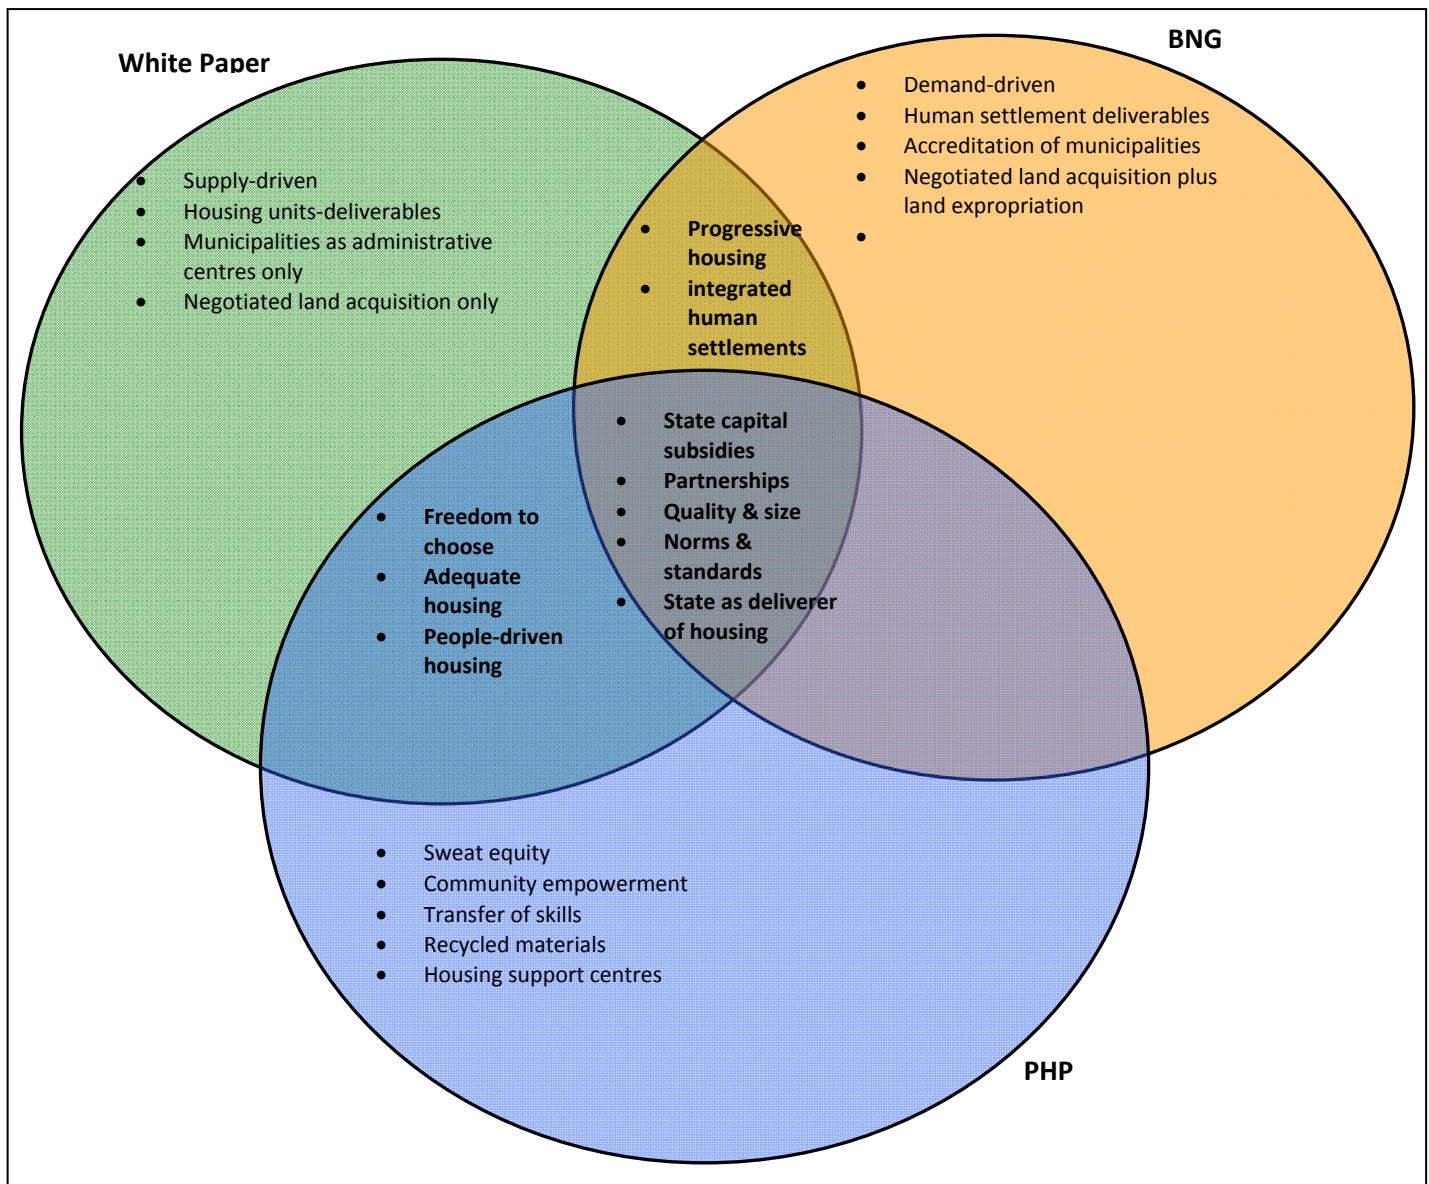 White Paper
BNG
• Supply-driven
• Housing units-deliverables
• Municipalities as administrative
centres only
• Negotiated land acquisition only
• Demand-driven
• Human settlement deliverables
• Accreditation of municipalities
• Negotiated land acquisition plus
land expropriation
•
• Progressive
housing
• integrated
human
settlements
• State capital
subsidies
• Partnerships
• Quality & size
• Norms &
standards
• State as deliverer
of housing
• Freedom to
choose
• Adequate
housing
• People-driven
housing
• Sweat equity
• Community empowerment
• Transfer of skills
• Recycled materials
• Housing support centres
PHP